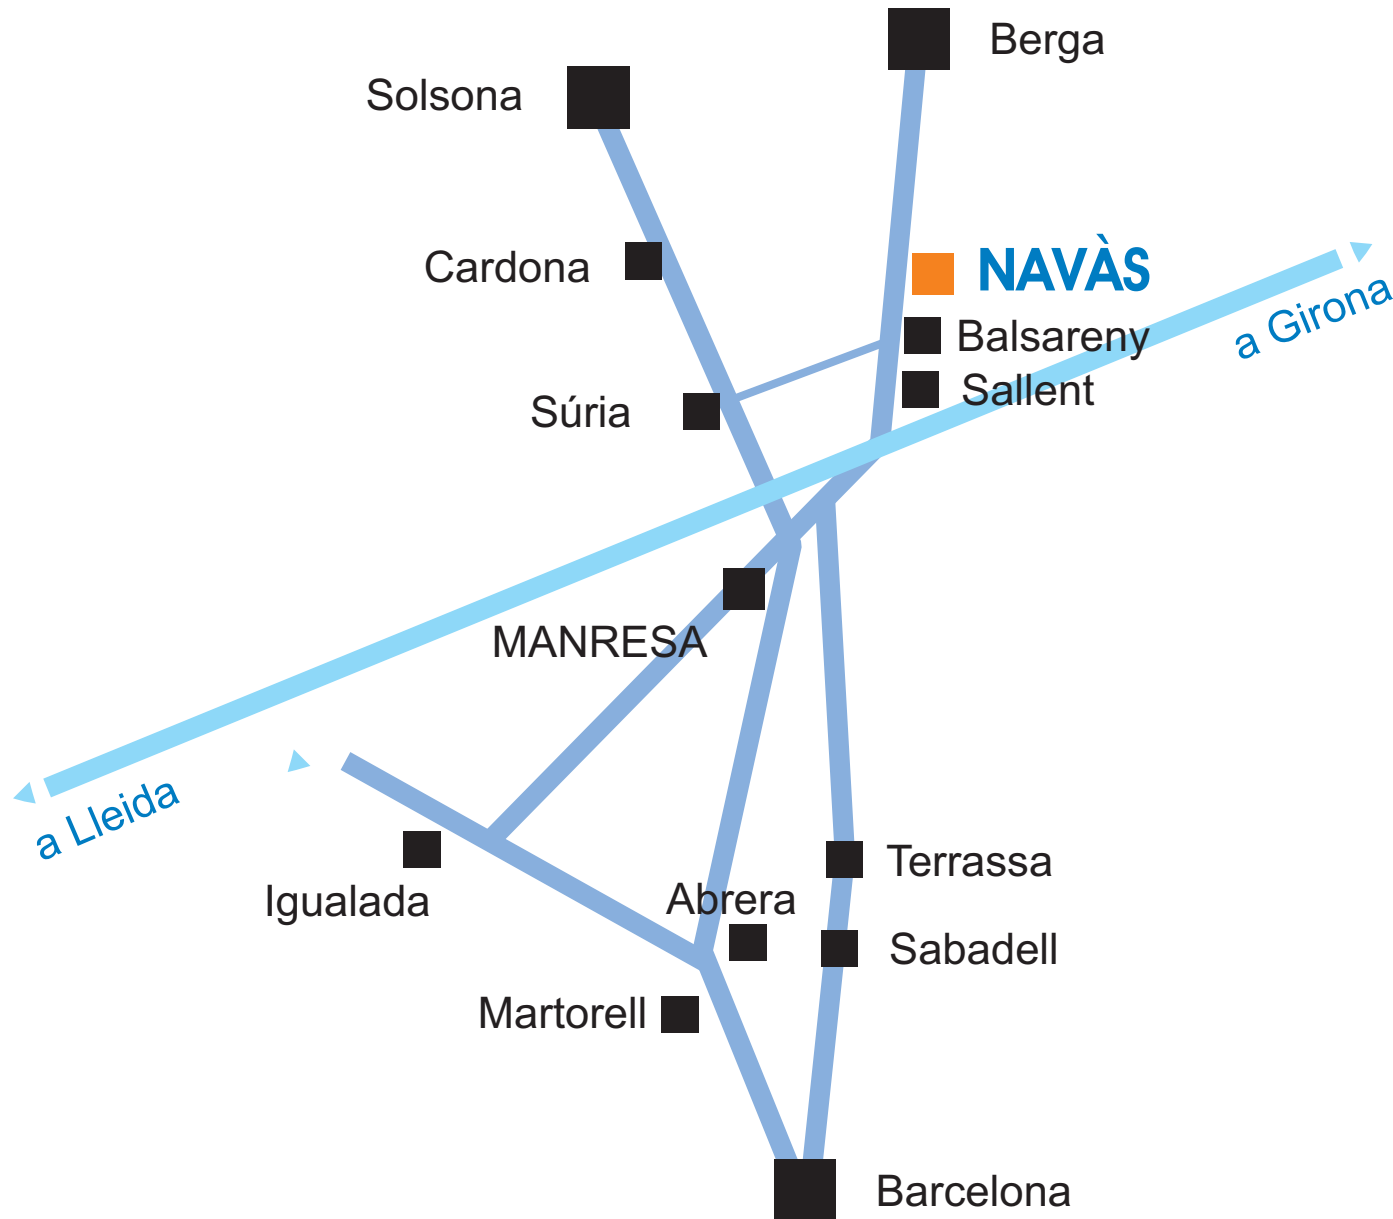 Berga
Solsona
NAVÀS
Cardona
a Girona
Balsareny
Sallent
Súria
MANRESA
a Lleida
Terrassa
Abrera
Igualada
Sabadell
Martorell
Barcelona